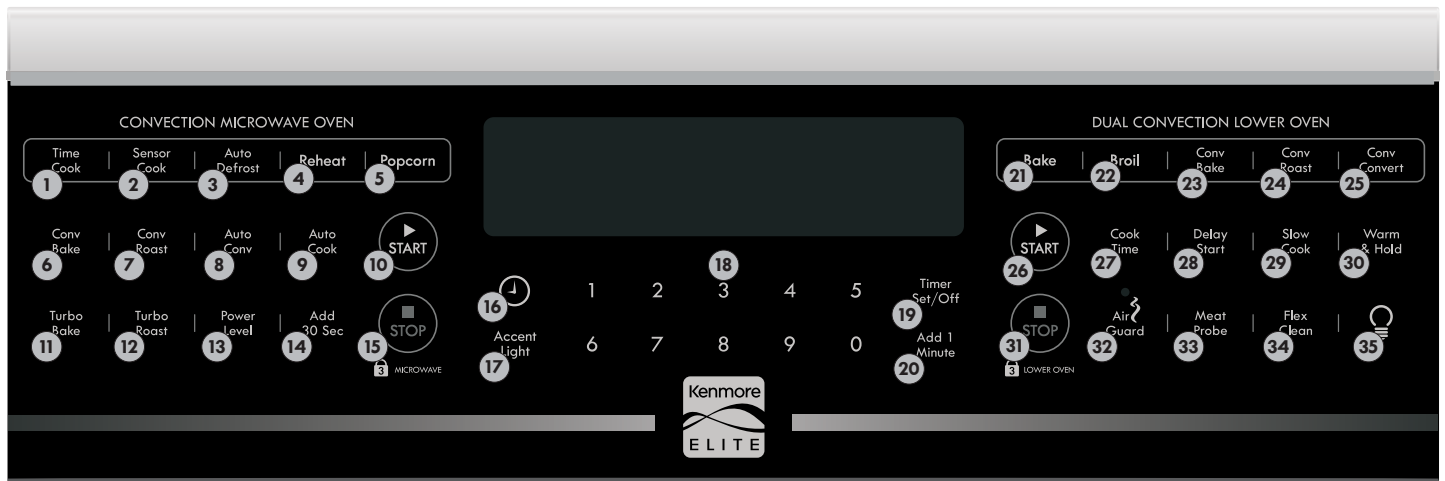 CONVECTION MICROWAVE OVEN
Time Cook
1
Sensor Cook
2
Auto Defrost
3
Reheat
4
Popcorn
5
Conv Bake
6
Conv Roast
7
Auto Conv
8
Auto Cook
9
START
10
Turbo Bake
11
Turbo Roast
12
Power Level
13
Add 30 Sec
14
STOP
15
3 MICROWAVE
16
Accent Light
17
18
1 2 3 4 5
6 7 8 9 0
Timer Set/Off
19
Add 1 Minute
20
Kenmore
ELITE
DUAL CONVECTION LOWER OVEN
Bake
21
Broil
22
Conv Bake
23
Conv Roast
24
Conv Convert
25
START
26
Cook Time
27
Delay Start
28
Slow Cook
29
Warm & Hold
30
STOP
31
3 LOWER OVEN
Air Guard
32
Meat Probe
33
Flex Clean
34
35